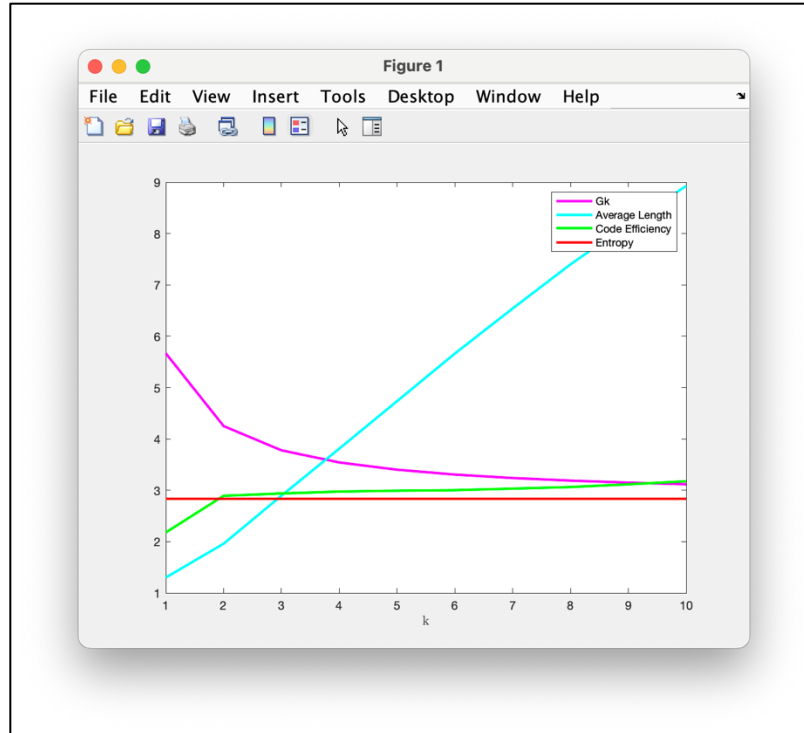 Figure 1
File Edit View Insert Tools Desktop Window Help
9
8
7
6
5
4
3
2
1
Gk
Average Length
Code Efficiency
Entropy
1 2 3 4 5 6 7 8 9 10
k